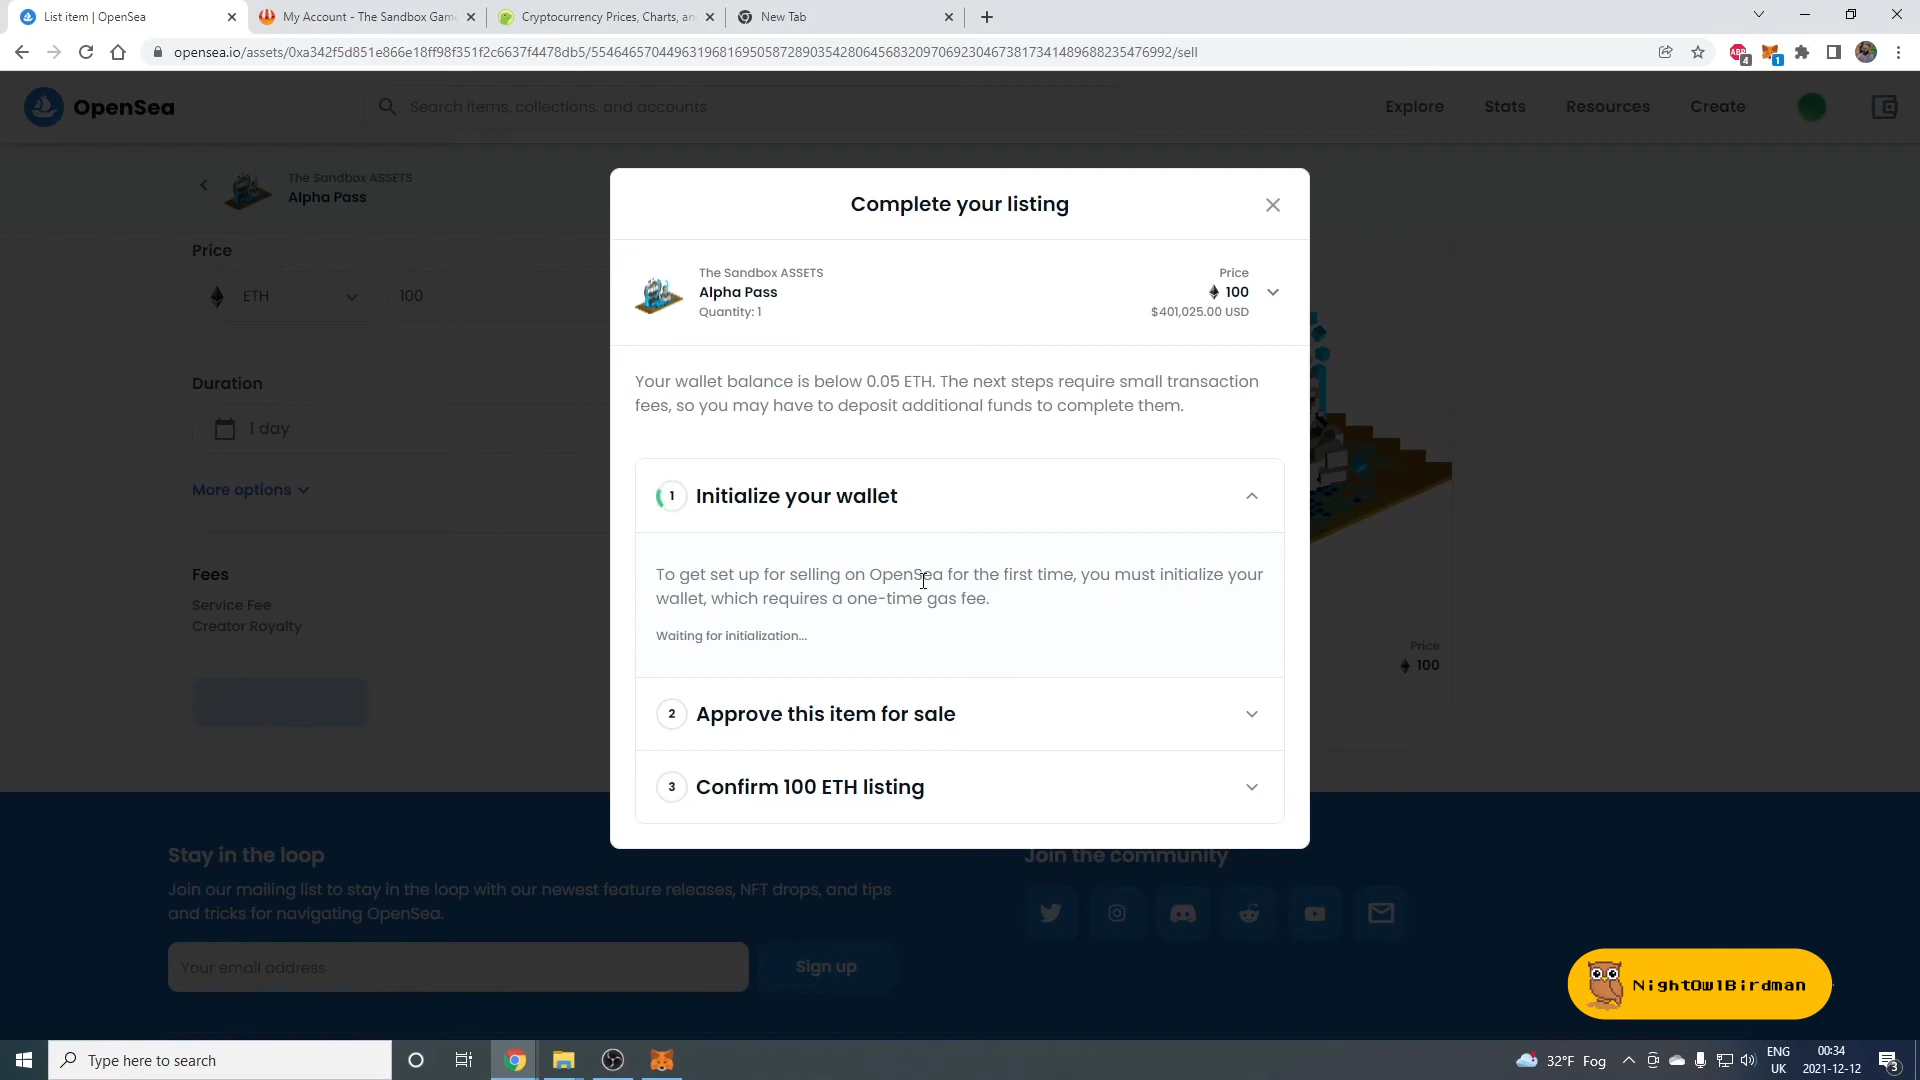 List item | OpenSea
My Account - The Sandbox Game
Cryptocurrency Prices, Charts, an
New Tab
opensea.io/assets/0xa342f5d851e866e18ff98f351f2c6637f4478db5/55464657044963196816950587289035428064568320970692304673817341489688235476992/sell
ABP
4
1
OpenSea
Search items, collections, and accounts
Explore
Stats
Resources
Create
The Sandbox ASSETS
Alpha Pass
Price
ETH
100
Duration
1 day
More options
Fees
Service Fee
Creator Royalty
Price
100
Complete your listing
The Sandbox ASSETS
Alpha Pass
Quantity: 1
Price
100
$401,025.00 USD
Your wallet balance is below 0.05 ETH. The next steps require small transaction
fees, so you may have to deposit additional funds to complete them.
1 Initialize your wallet
To get set up for selling on OpenSea for the first time, you must initialize your
wallet, which requires a one-time gas fee.
Waiting for initialization...
2 Approve this item for sale
3 Confirm 100 ETH listing
Stay in the loop
Join our mailing list to stay in the loop with our newest feature releases, NFT drops, and tips
and tricks for navigating OpenSea.
Your email address
Sign up
Join the community
NightOwlBirdman
Type here to search
32°F Fog
ENG
UK
00:34
2021-12-12
3